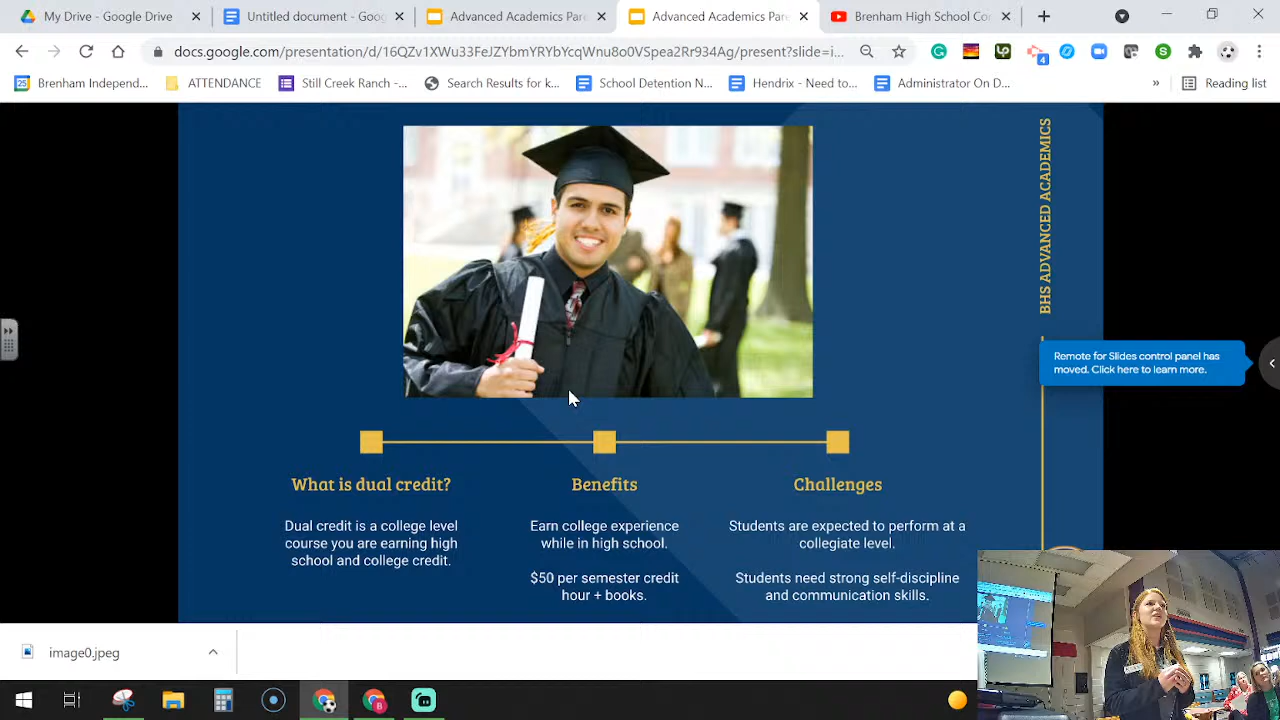 My Drive - Google Drive
Untitled document - Goog
Advanced Academics Pare
Advanced Academics Pare
Brenham High School Co
docs.google.com/presentation/d/16QZv1XWu33FeJZYbmYRYbYcqWnu8o0VSpea2Rr934Ag/present?slide=i...
4
25
Brenham Independ...
ATTENDANCE
Still Creek Ranch -...
Search Results for k...
School Detention N...
Hendrix - Need to...
Administrator On D...
»
Reading list
BHS ADVANCED ACADEMICS
Remote for Slides control panel has
moved. Click here to learn more.
What is dual credit?
Dual credit is a college level
course you are earning high
school and college credit.
Benefits
Earn college experience
while in high school.
$50 per semester credit
hour + books.
Challenges
Students are expected to perform at a
collegiate level.
Students need strong self-discipline
and communication skills.
image0.jpeg